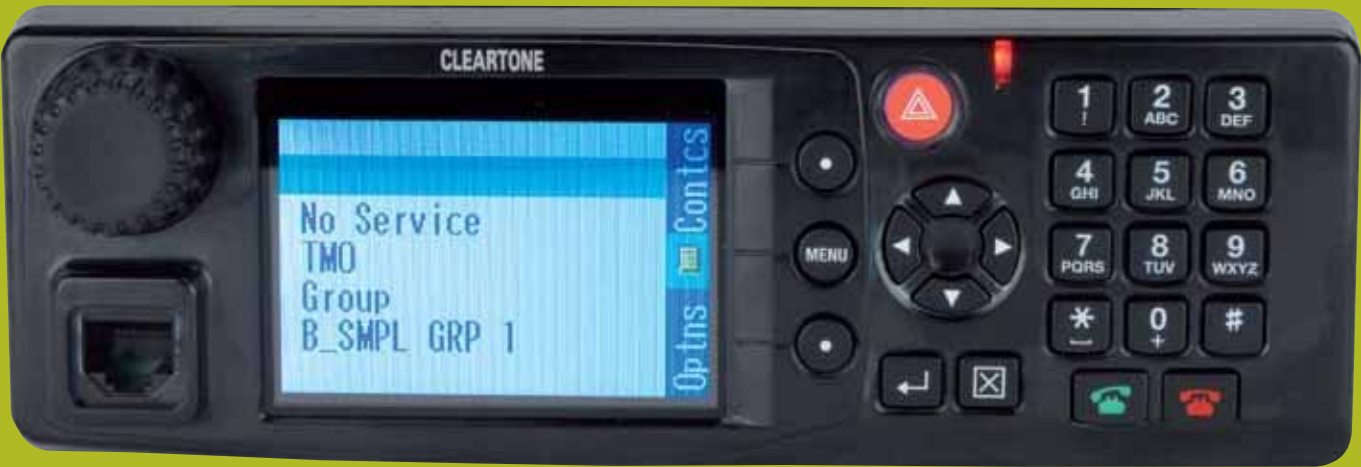 CLEARTONE
No Service
TMO
Group
B_SMPL GRP 1
Contcs
Optns
MENU
1
!
2
ABC
3
DEF
4
GHI
5
JKL
6
MNO
7
PQRS
8
TUV
9
WXYZ
*
0
+
#